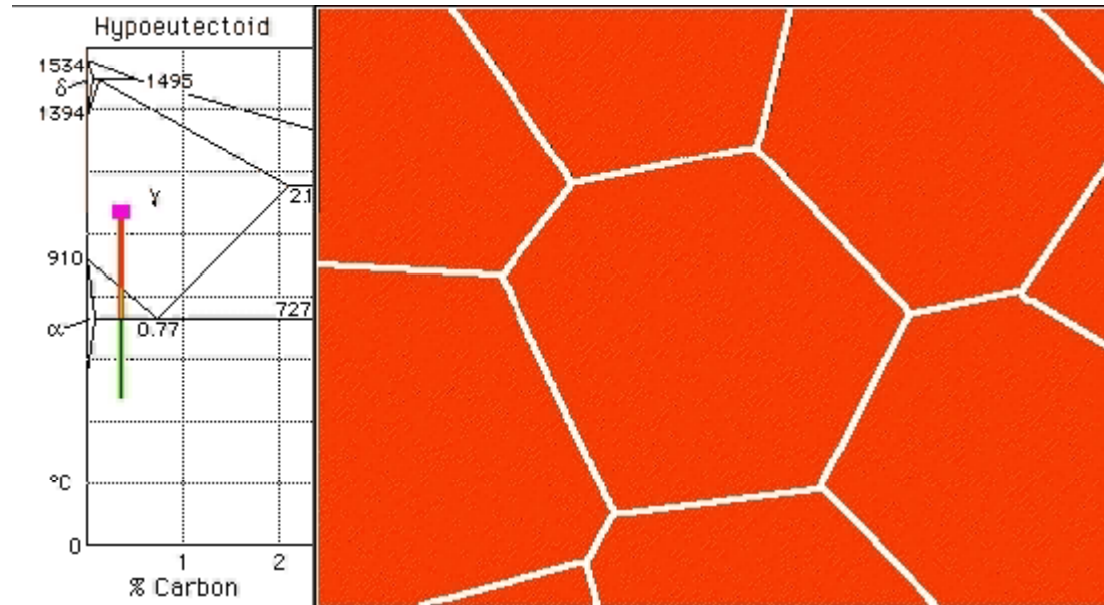 Hypoeutectoid
1534
δ
1495
1394
γ
2.1
910
727
α
0.77
°C
0
1 2
% Carbon